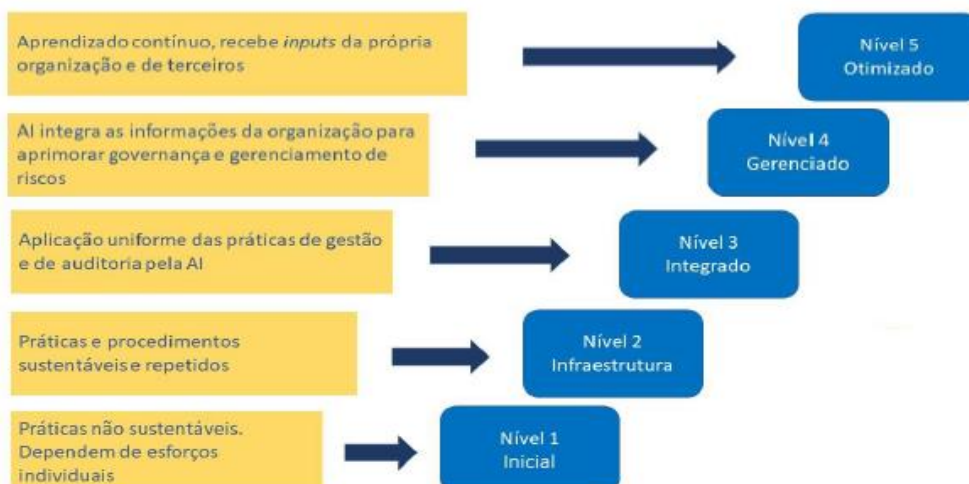 Aprendizado contínuo, recebe inputs da própria
organização e de terceiros
Nível 5
Otimizado
AI integra as informações da organização para
aprimorar governança e gerenciamento de
riscos
Nível 4
Gerenciado
Aplicação uniforme das práticas de gestão
e de auditoria pela AI
Nível 3
Integrado
Práticas e procedimentos
sustentáveis e repetidos
Nível 2
Infraestrutura
Práticas não sustentáveis.
Dependem de esforços
individuais
Nível 1
Inicial